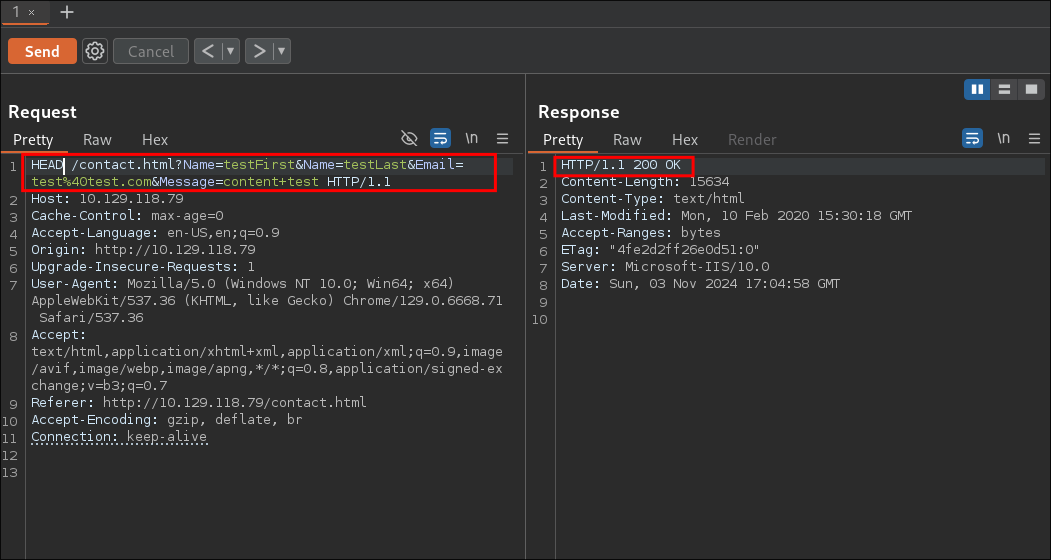 1 × +
Send Cancel < ▼ > ▼
Request
Pretty Raw Hex \n
1 HEAD /contact.html?Name=testFirst&Name=testLast&Email=
test%40test.com&Message=content+test HTTP/1.1
2 Host: 10.129.118.79
3 Cache-Control: max-age=0
4 Accept-Language: en-US,en;q=0.9
5 Origin: http://10.129.118.79
6 Upgrade-Insecure-Requests: 1
7 User-Agent: Mozilla/5.0 (Windows NT 10.0; Win64; x64)
AppleWebKit/537.36 (KHTML, like Gecko) Chrome/129.0.6668.71
Safari/537.36
8 Accept:
text/html,application/xhtml+xml,application/xml;q=0.9,image
/avif,image/webp,image/apng,*/*;q=0.8,application/signed-ex
change;v=b3;q=0.7
9 Referer: http://10.129.118.79/contact.html
10 Accept-Encoding: gzip, deflate, br
11 Connection: keep-alive
12
13
Response
Pretty Raw Hex Render \n
1 HTTP/1.1 200 OK
2 Content-Length: 15634
3 Content-Type: text/html
4 Last-Modified: Mon, 10 Feb 2020 15:30:18 GMT
5 Accept-Ranges: bytes
6 ETag: "4fe2d2ff26e0d51:0"
7 Server: Microsoft-IIS/10.0
8 Date: Sun, 03 Nov 2024 17:04:58 GMT
9
10